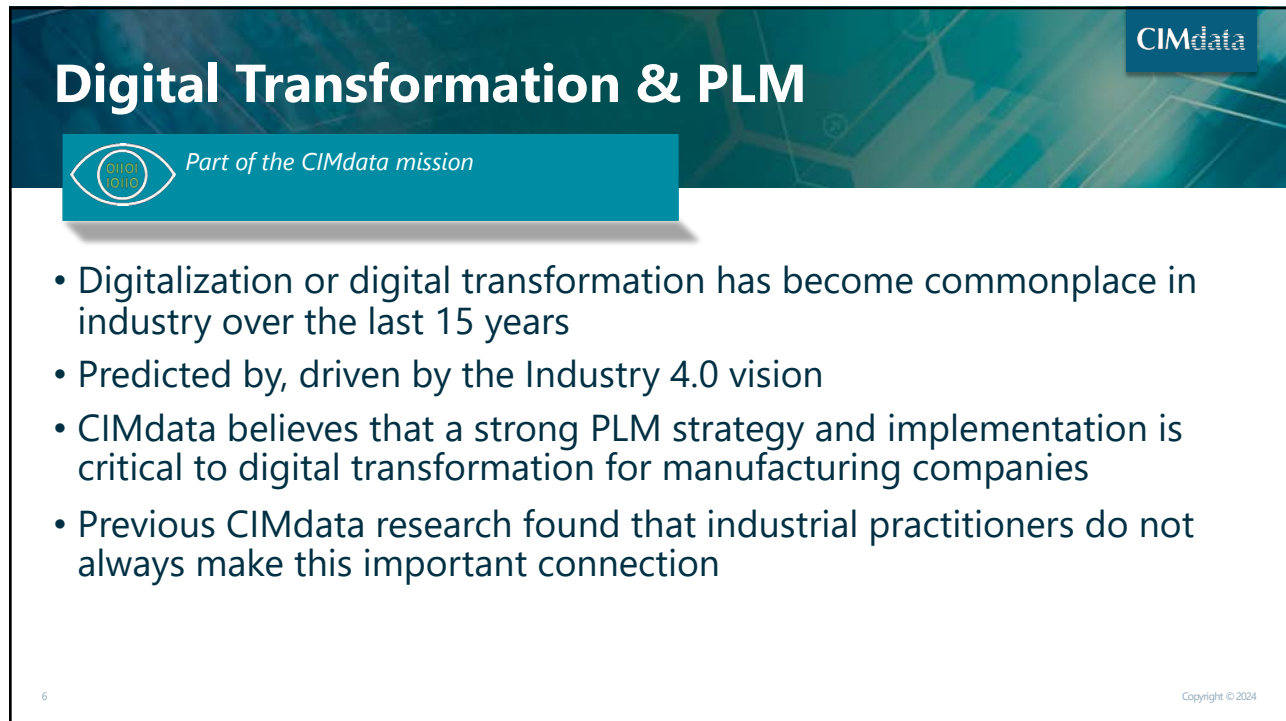 CIMdata
Digital Transformation & PLM
01101
10110
Part of the CIMdata mission
• Digitalization or digital transformation has become commonplace in
industry over the last 15 years
• Predicted by, driven by the Industry 4.0 vision
• CIMdata believes that a strong PLM strategy and implementation is
critical to digital transformation for manufacturing companies
• Previous CIMdata research found that industrial practitioners do not
always make this important connection
6
Copyright © 2024